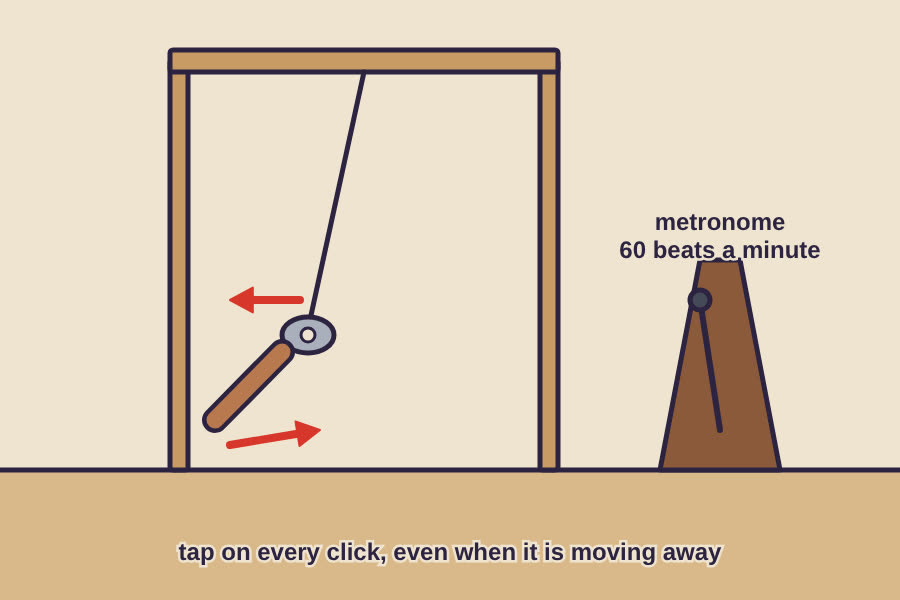 metronome
60 beats a minute
tap on every click, even when it is moving away